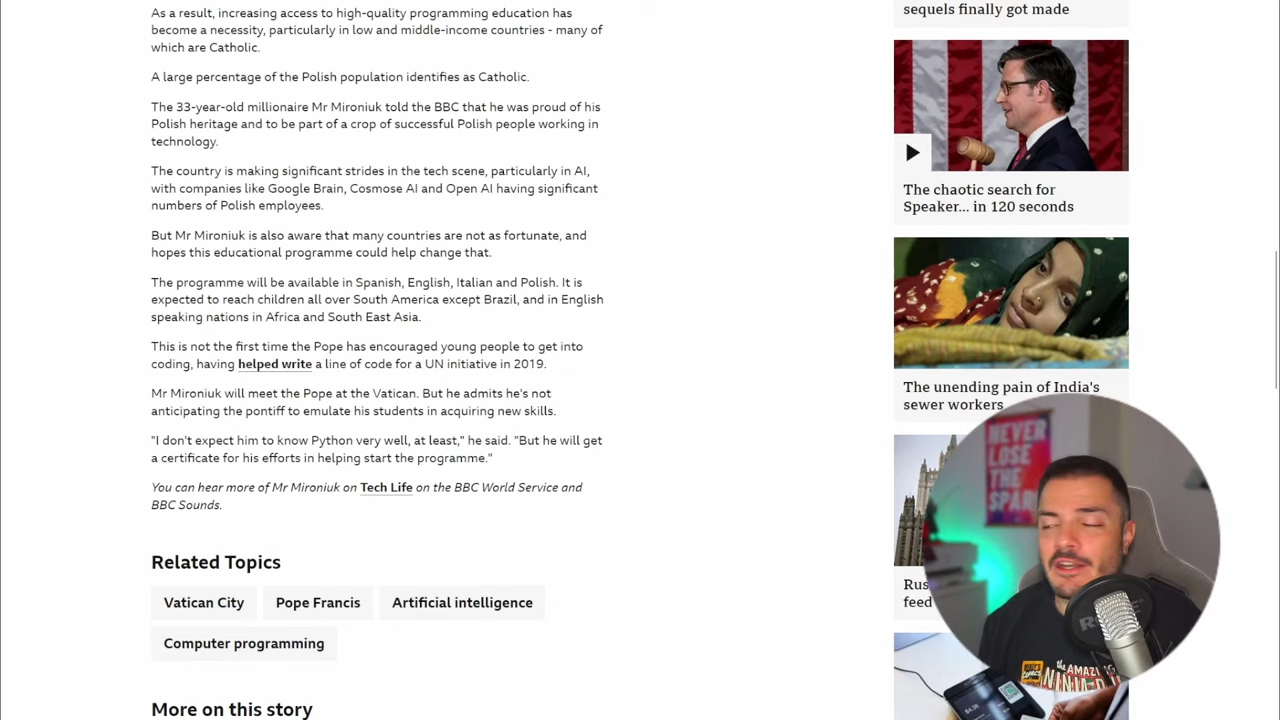 As a result, increasing access to high-quality programming education has
become a necessity, particularly in low and middle-income countries - many of
which are Catholic.
A large percentage of the Polish population identifies as Catholic.
The 33-year-old millionaire Mr Mironiuk told the BBC that he was proud of his
Polish heritage and to be part of a crop of successful Polish people working in
technology.
The country is making significant strides in the tech scene, particularly in AI,
with companies like Google Brain, Cosmose AI and Open AI having significant
numbers of Polish employees.
But Mr Mironiuk is also aware that many countries are not as fortunate, and
hopes this educational programme could help change that.
The programme will be available in Spanish, English, Italian and Polish. It is
expected to reach children all over South America except Brazil, and in English
speaking nations in Africa and South East Asia.
This is not the first time the Pope has encouraged young people to get into
coding, having helped write a line of code for a UN initiative in 2019.
Mr Mironiuk will meet the Pope at the Vatican. But he admits he's not
anticipating the pontiff to emulate his students in acquiring new skills.
"I don't expect him to know Python very well, at least," he said. "But he will get
a certificate for his efforts in helping start the programme."
You can hear more of Mr Mironiuk on Tech Life on the BBC World Service and
BBC Sounds.
Related Topics
Vatican City
Pope Francis
Artificial intelligence
Computer programming
More on this story
sequels finally got made
The chaotic search for
Speaker... in 120 seconds
The unending pain of India's
sewer workers
feed
NEVER
LOSE
THE
THE AMAZING